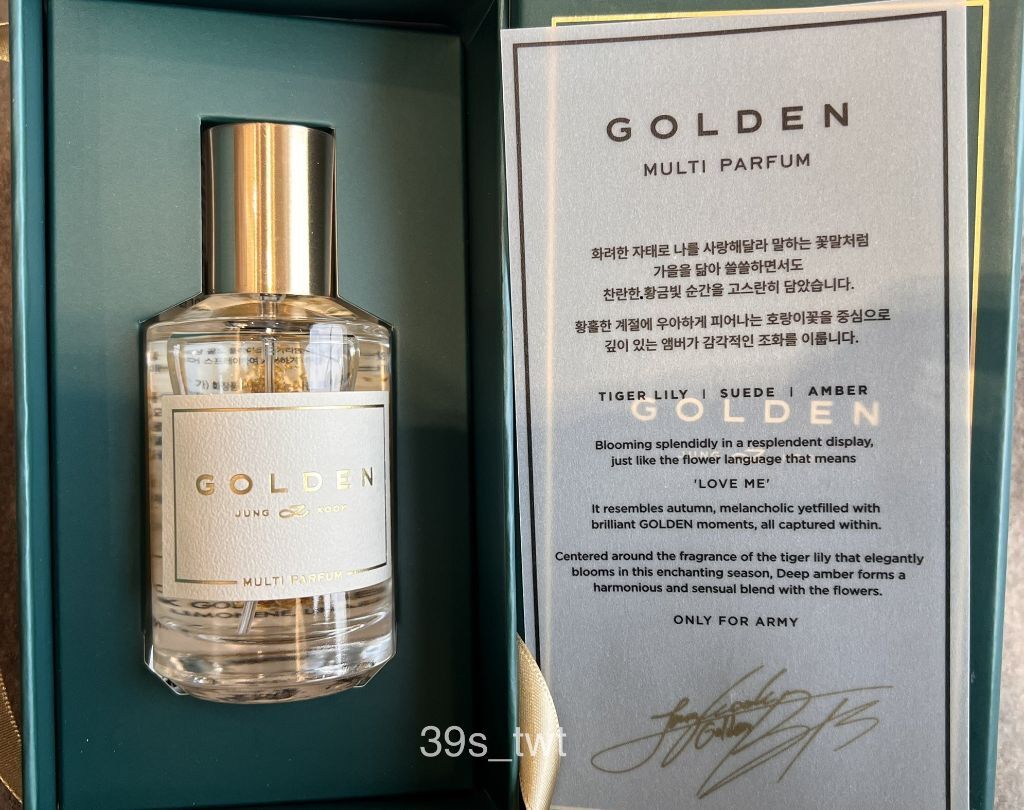 GOLDEN
JUNG KOOK
MULTI PARFUM
GOLDEN
MULTI PARFUM
화려한 자태로 나를 사랑해달라 말하는 꽃말처럼
가을을 닮아 쓸쓸하면서도
찬란한 황금빛 순간을 고스란히 담았습니다.
황홀한 계절에 우아하게 피어나는 호랑이꽃을 중심으로
깊이 있는 앰버가 감각적인 조화를 이룹니다.
TIGER LILY | SUEDE | AMBER
GOLDEN
Blooming splendidly in a resplendent display,
just like the flower language that means
'LOVE ME'
It resembles autumn, melancholic yetfilled with
brilliant GOLDEN moments, all captured within.
Centered around the fragrance of the tiger lily that elegantly
blooms in this enchanting season, Deep amber forms a
harmonious and sensual blend with the flowers.
ONLY FOR ARMY
39s_twt